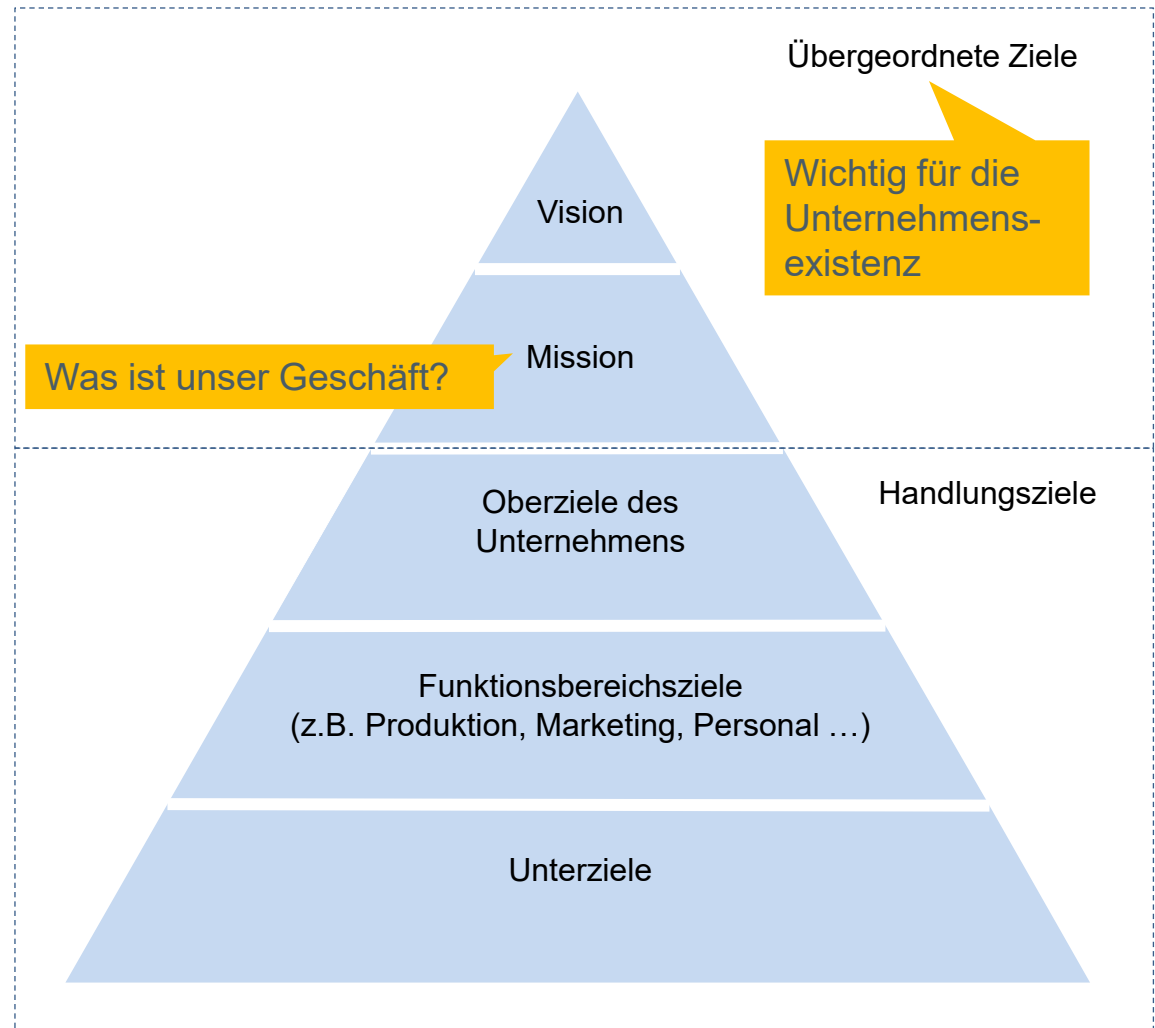 Übergeordnete Ziele
Wichtig für die
Unternehmens-
existenz
Vision
Mission
Was ist unser Geschäft?
Handlungsziele
Oberziele des
Unternehmens
Funktionsbereichsziele
(z.B. Produktion, Marketing, Personal …)
Unterziele